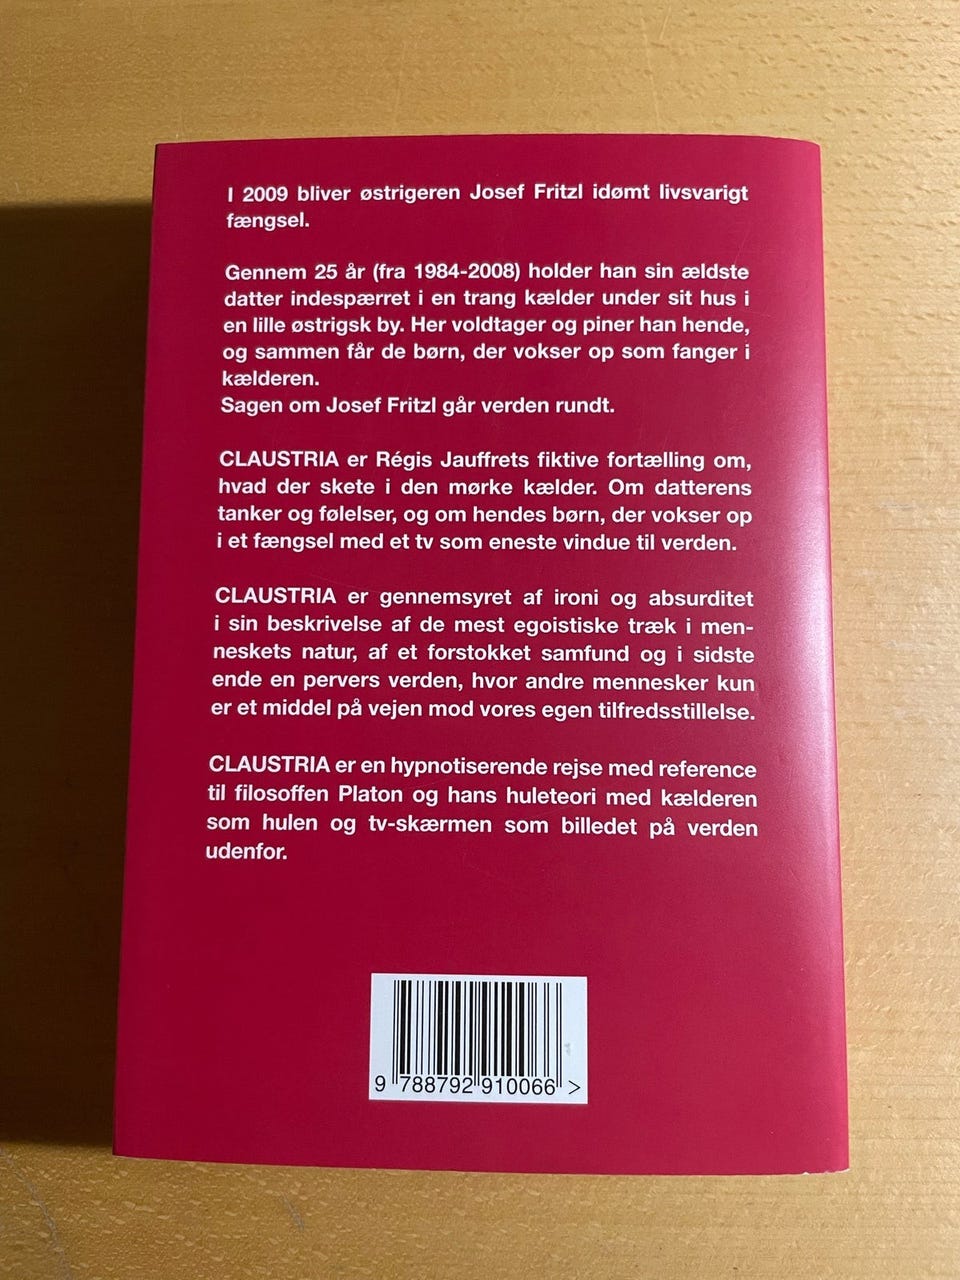 I 2009 bliver østrigeren Josef Fritzl idømt livsvarigt
fængsel.
Gennem 25 år (fra 1984-2008) holder han sin ældste
datter indespærret i en trang kælder under sit hus i
en lille østrigsk by. Her voldtager og piner han hende,
og sammen får de børn, der vokser op som fanger i
kælderen.
Sagen om Josef Fritzl går verden rundt.
CLAUSTRIA er Régis Jauffrets fiktive fortælling om,
hvad der skete i den mørke kælder. Om datterens
tanker og følelser, og om hendes børn, der vokser op
i et fængsel med et tv som eneste vindue til verden.
CLAUSTRIA er gennemsyret af ironi og absurditet
i sin beskrivelse af de mest egoistiske træk i men-
neskets natur, af et forstokket samfund og i sidste
ende en pervers verden, hvor andre mennesker kun
er et middel på vejen mod vores egen tilfredsstillelse.
CLAUSTRIA er en hypnotiserende rejse med reference
til filosoffen Platon og hans huleteori med kælderen
som hulen og tv-skærmen som billedet på verden
udenfor.
9 788792 910066 >